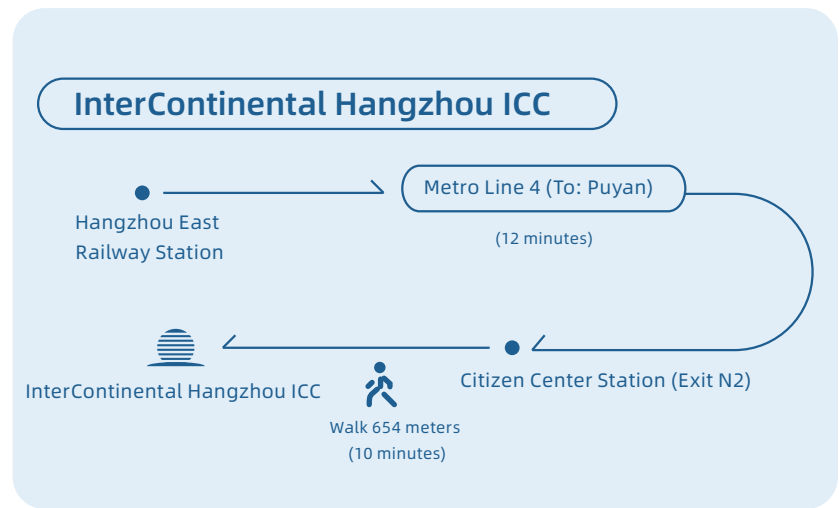 InterContinental Hangzhou ICC
Metro Line 4 (To: Puyan)
Hangzhou East
Railway Station
(12 minutes)
Citizen Center Station (Exit N2)
InterContinental Hangzhou ICC
Walk 654 meters
(10 minutes)